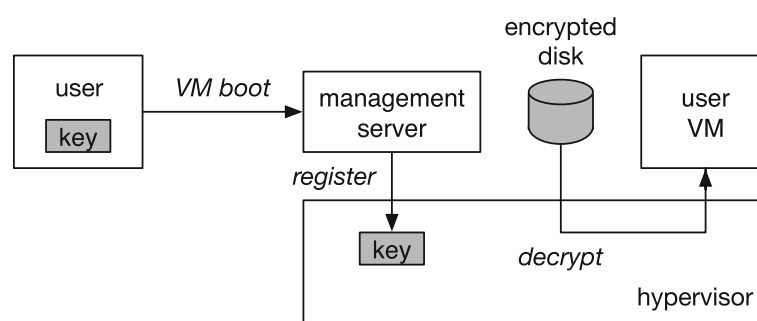 user
key
VM boot
management
server
encrypted
disk
user
VM
register
key
decrypt
hypervisor